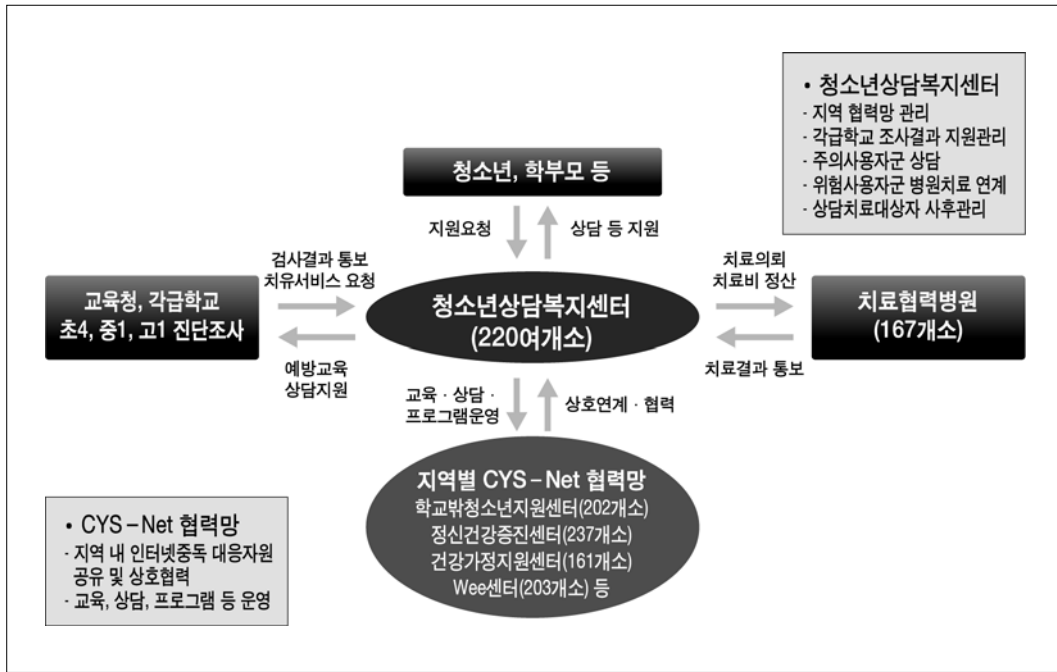 • 청소년상담복지센터
- 지역 협력망 관리
- 각급학교 조사결과 지원관리
- 주의사용자군 상담
- 위험사용자군 병원치료 연계
- 상담치료대상자 사후관리
청소년, 학부모 등
지원요청
상담 등 지원
검사결과 통보
치유서비스 요청
치료의뢰
치료비 정산
교육청, 각급학교
초4, 중1, 고1 진단조사
청소년상담복지센터
(220여개소)
치료협력병원
(167개소)
예방교육
상담지원
치료결과 통보
교육 · 상담 ·
프로그램운영
상호연계 · 협력
지역별 CYS-Net 협력망
학교밖청소년지원센터(202개소)
정신건강증진센터(237개소)
건강가정지원센터(161개소)
Wee센터(203개소) 등
• CYS-Net 협력망
- 지역 내 인터넷중독 대응자원
공유 및 상호협력
- 교육, 상담, 프로그램 등 운영